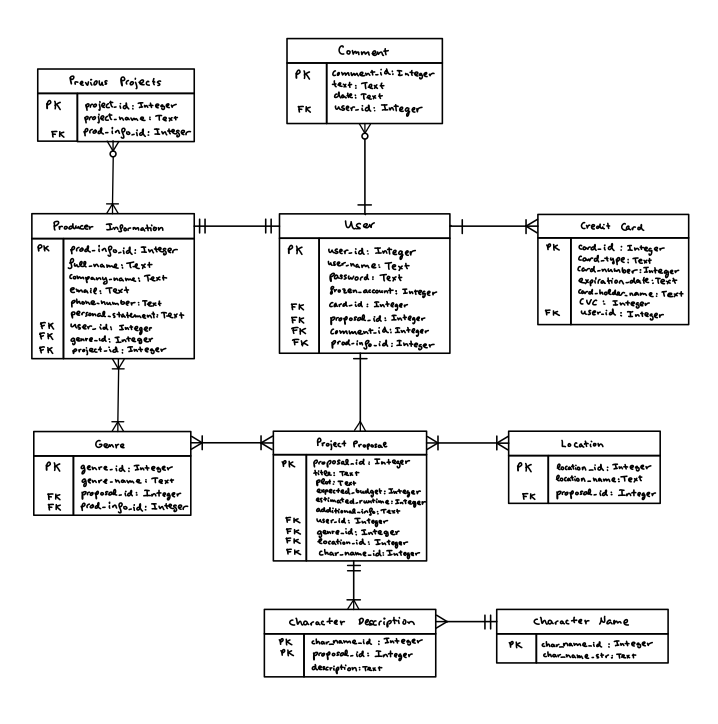 Comment
PK comment_id: Integer
text: Text
date: Text
FK user_id: Integer
Previous Projects
PK project_id: Integer
project_name: Text
FK prod_info_id: Integer
Producer Information
PK prod_info_id: Integer
full_name: Text
company_name: Text
email: Text
phone_number: Text
personal_statement: Text
FK user_id: Integer
FK genre_id: Integer
FK project_id: Integer
User
PK user_id: Integer
user_name: Text
password: Text
frozen_account: Integer
FK card_id: Integer
FK proposal_id: Integer
FK comment_id: Integer
FK prod_info_id: Integer
Credit Card
PK card_id : Integer
card_type: Text
card_number: Integer
expiration_date: Text
card_holder_name: Text
CVC : Integer
FK user_id: Integer
Genre
PK genre_id: Integer
genre_name: Text
FK proposal_id: Integer
FK prod_info_id: Integer
Project Proposal
PK proposal_id: Integer
title: Text
plot: Text
expected_budget: Integer
estimated_runtime: Integer
additional_info: Text
FK user_id: Integer
FK genre_id: Integer
FK location_id: Integer
FK char_name_id: Integer
Location
PK location_id: Integer
location_name: Text
FK proposal_id: Integer
Character Description
PK char_name_id : Integer
PK proposal_id: Integer
description: Text
Character Name
PK char_name_id : Integer
char_name_str: Text